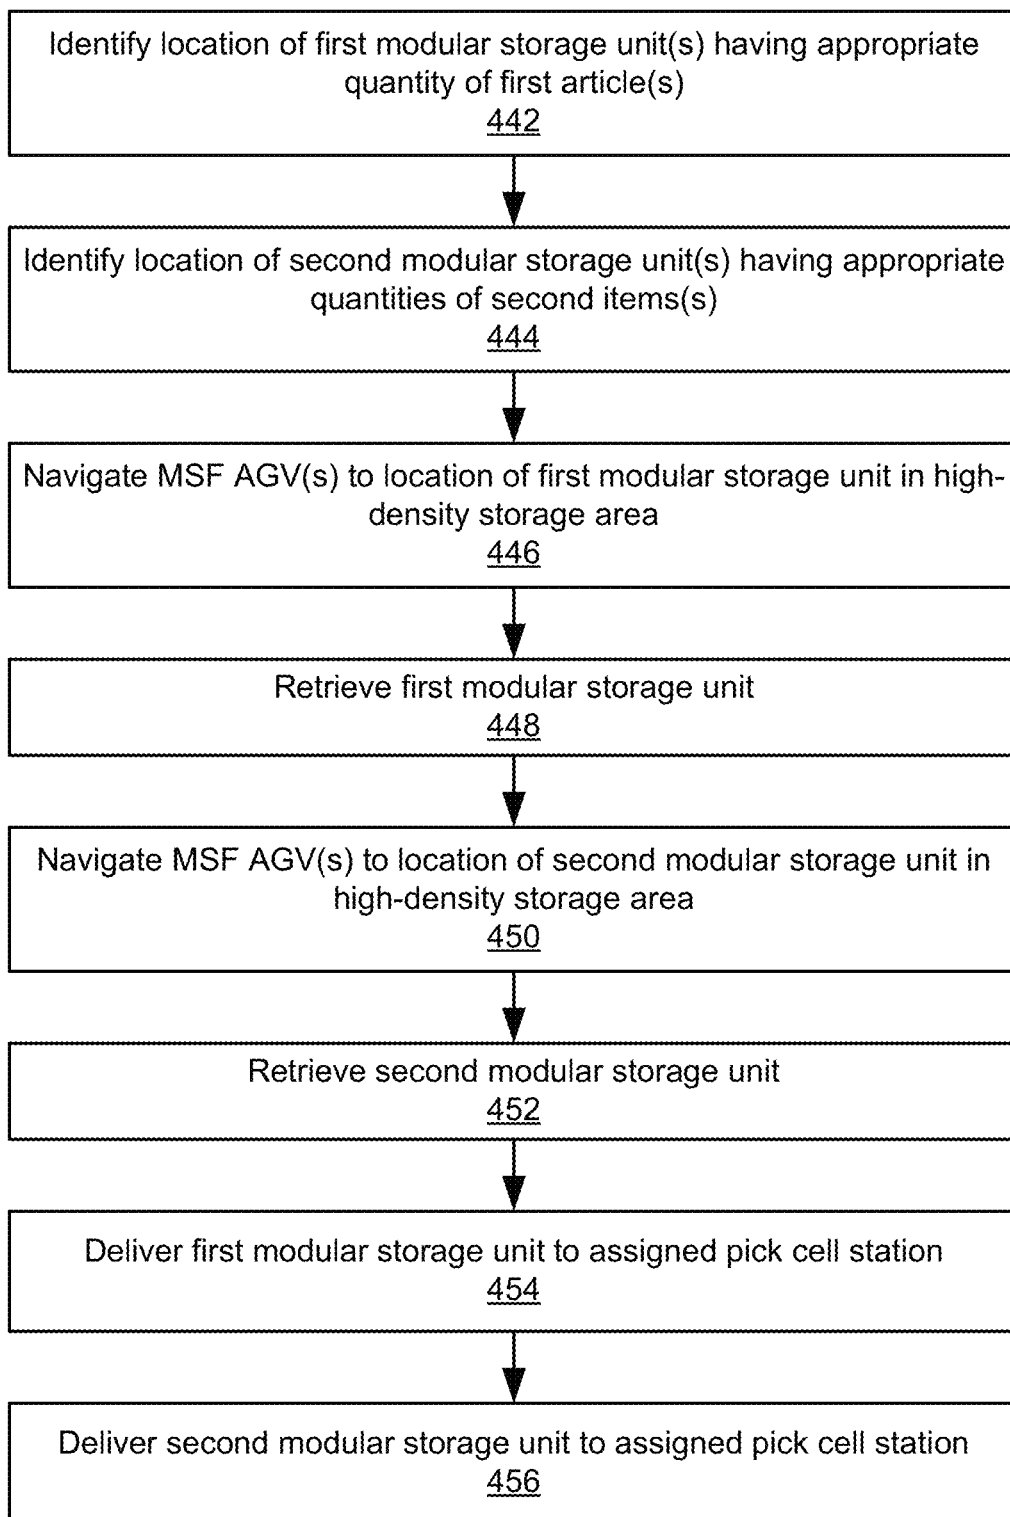 Identify location of first modular storage unit(s) having appropriate
quantity of first article(s)
442
Identify location of second modular storage unit(s) having appropriate
quantities of second items(s)
444
Navigate MSF AGV(s) to location of first modular storage unit in high-
density storage area
446
Retrieve first modular storage unit
448
Navigate MSF AGV(s) to location of second modular storage unit in
high-density storage area
450
Retrieve second modular storage unit
452
Deliver first modular storage unit to assigned pick cell station
454
Deliver second modular storage unit to assigned pick cell station
456